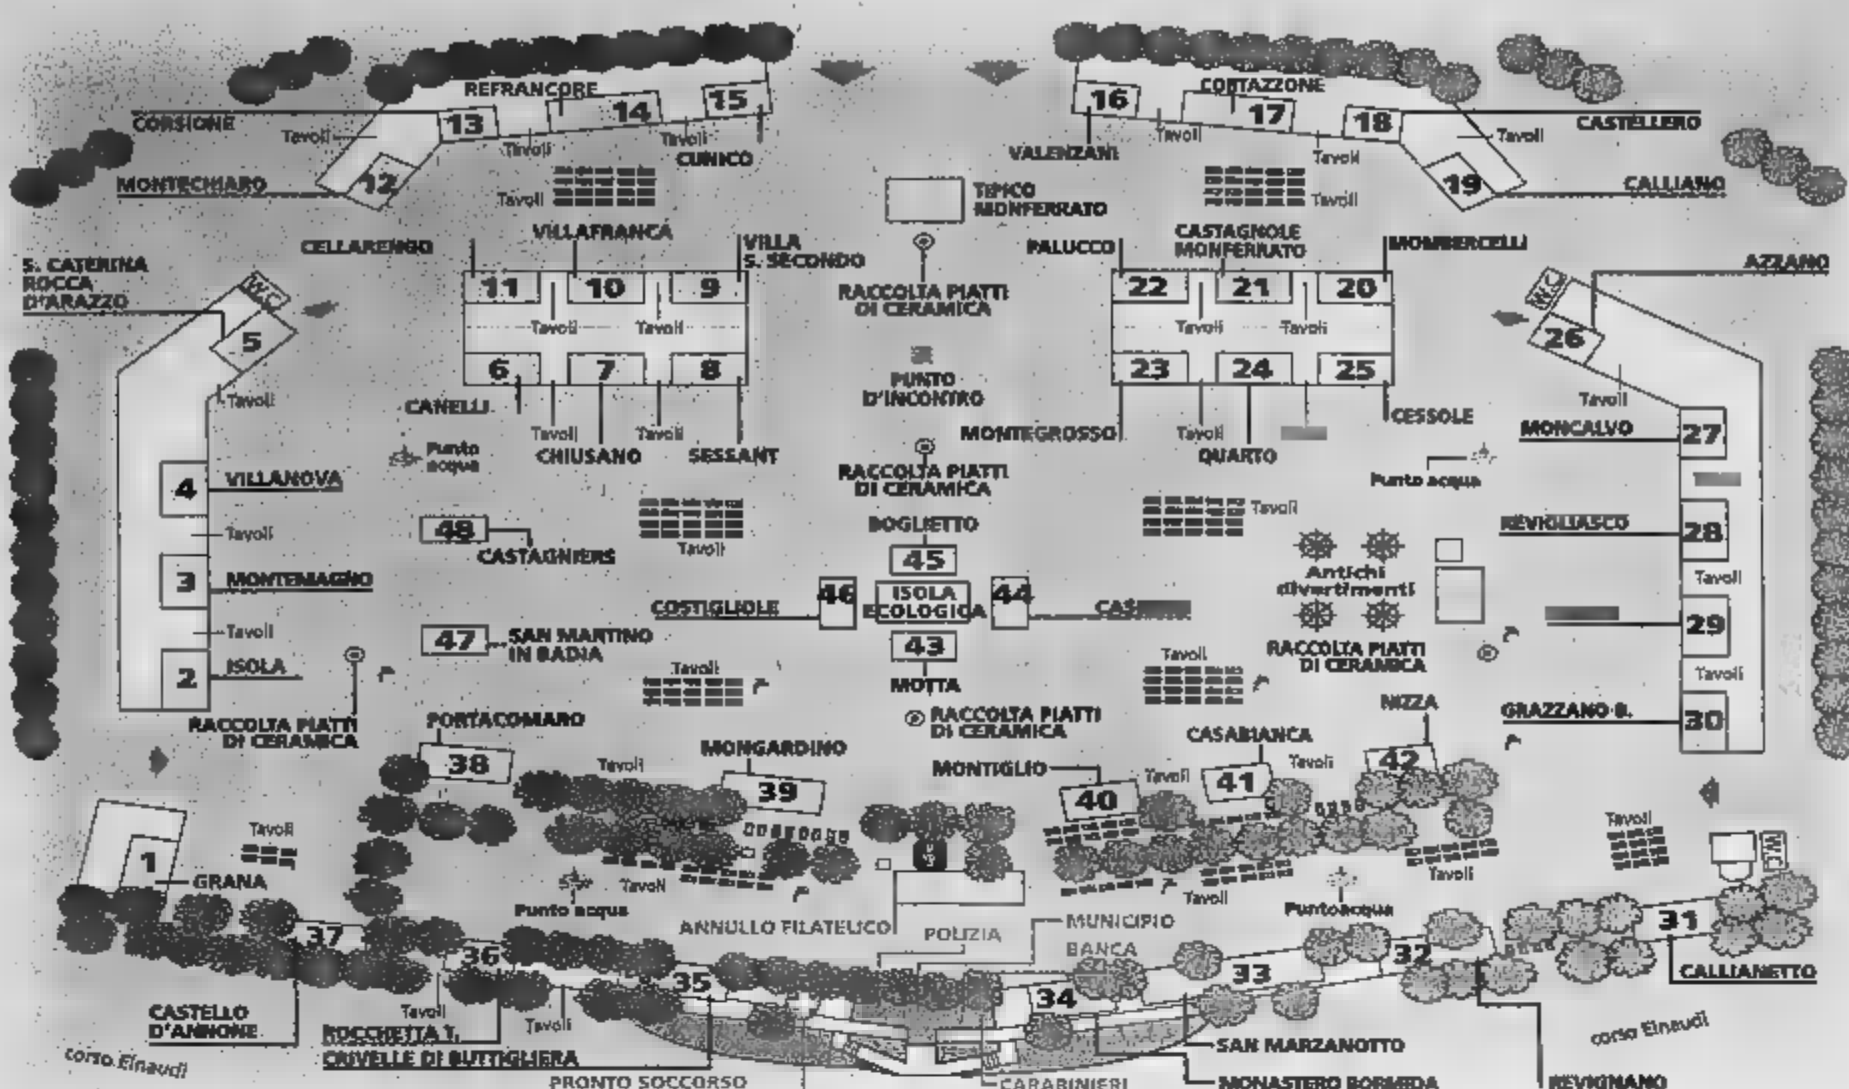 REFRANCORE
CORTAZZONE
15
16
14
17
13
18
CORSIONE
CASTELLERO
Tavoli
Tavoli
Tavoli
Tavoli
Tavoli
Tavoli
CUNICO
VALENZANI
Tavoli
Tavoli
12
19
MONTECHIARO
CALLIANO
Tavoli
Tavoli
TIPICO
MONFERRATO
CELLARENGO
VILLAFRANCA
VILLA
S. SECONDO
PALUCCO
CASTAGNOLE
MONFERRATO
MOMBERCELLI
S. CATERINA
ROCCA
D'ARAZZO
AZZANO
W.C.
W.C.
11
10
9
22
21
20
RACCOLTA PIATTI
DI CERAMICA
5
Tavoli
Tavoli
Tavoli
Tavoli
26
6
7
8
23
24
25
PUNTO
D'INCONTRO
Tavoli
Tavoli
CANELLI
CESSOLE
MONCALVO
27
Tavoli
Tavoli
MONTEGROSSO
Tavoli
CHIUSANO
SESSANT
QUARTO
Punto
acqua
RACCOLTA PIATTI
DI CERAMICA
Punto acqua
4
VILLANOVA
Tavoli
Tavoli
48
CASTAGNIERS
Tavoli
BOGLIETTO
45
REVIGLIASCO
28
Tavoli
3
MONTEMAGNO
46
ISOLA
ECOLOGICA
44
COSTIGLIOLE
Antichi
divertimenti
29
Tavoli
47
SAN MARTINO
IN BADIA
43
MOTTA
RACCOLTA PIATTI
DI CERAMICA
2
ISOLA
Tavoli
Tavoli
Tavoli
GRAZZANO B.
30
RACCOLTA PIATTI
DI CERAMICA
PORTACOMARO
RACCOLTA PIATTI
DI CERAMICA
NIZZA
38
Tavoli
MONGARDINO
39
MONTIGLIO
40
Tavoli
CASABIANCA
41
Tavoli
42
Tavoli
Tavoli
1
GRANA
Tavoli
Tavoli
Tavoli
W.C.
Punto acqua
Punto acqua
ANNULLO FILATELICO
POLIZIA
MUNICIPIO
BANCA
37
36
35
34
33
32
31
CALLIANETTO
CASTELLO
D'ANNONE
Tavoli
Tavoli
ROCCHETTA T.
CRIVELLE DI BUTTIGLIERA
SAN MARZANOTTO
corso Einaudi
corso Einaudi
PRONTO SOCCORSO
CARABINIERI
MONASTERO BORMIDA
REVIGNANO